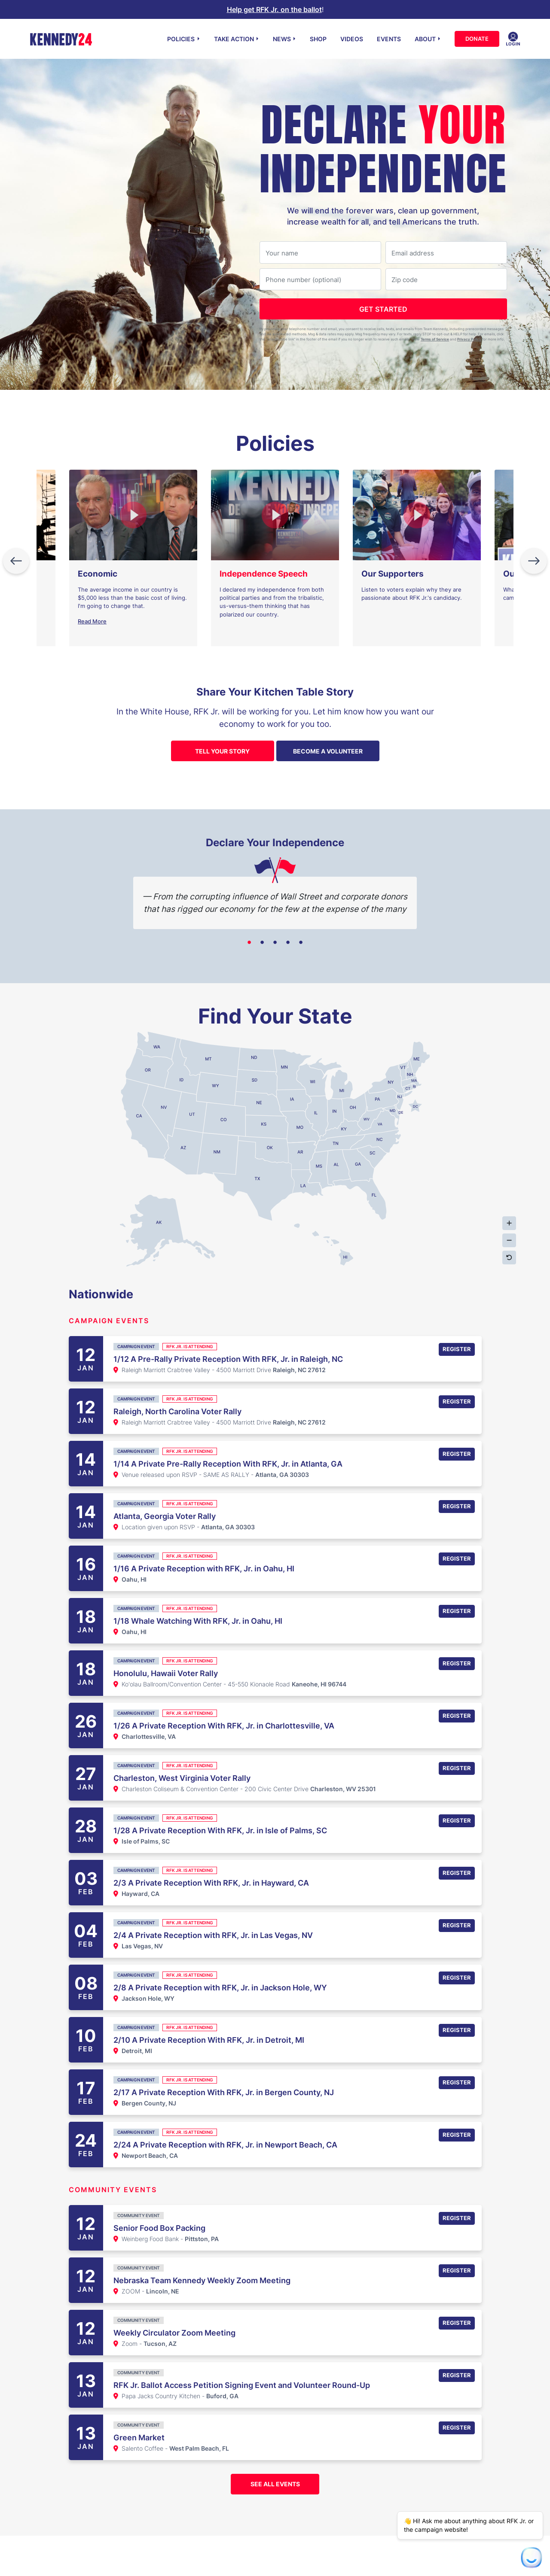 Help get RFK Jr. on the ballot!
KENNEDY24
POLICIES
TAKE ACTION
NEWS
SHOP
VIDEOS
EVENTS
ABOUT
DONATE
LOGIN
DECLARE YOUR
INDEPENDENCE
We will end the forever wars, clean up government,
increase wealth for all, and tell Americans the truth.
Your name
Email address
Phone number (optional)
Zip code
GET STARTED
Policies
Economic
The average income in our country is
$5,000 less than the basic cost of living.
I'm going to change that.
Read More
Independence Speech
I declared my independence from both
political parties and from the tribalistic,
us-versus-them thinking that has
polarized our country.
Our Supporters
Listen to voters explain why they are
passionate about RFK Jr.'s candidacy.
Share Your Kitchen Table Story
In the White House, RFK Jr. will be working for you. Let him know how you want our
economy to work for you too.
TELL YOUR STORY
BECOME A VOLUNTEER
Declare Your Independence
— From the corrupting influence of Wall Street and corporate donors
that has rigged our economy for the few at the expense of the many
Find Your State
WA
MT
ND
MN
ME
OR
ID
WY
SD
WI
MI
NY
VT
NH
MA
CA
NV
UT
CO
NE
IA
IL
IN
OH
PA
NJ
KS
MO
KY
AZ
NM
OK
AR
TN
NC
SC
TX
LA
MS
AL
GA
FL
AK
HI
Nationwide
CAMPAIGN EVENTS
12
JAN
CAMPAIGN EVENT
RFK JR. IS ATTENDING
1/12 A Pre-Rally Private Reception With RFK, Jr. in Raleigh, NC
Raleigh Marriott Crabtree Valley - 4500 Marriott Drive Raleigh, NC 27612
REGISTER
12
JAN
CAMPAIGN EVENT
RFK JR. IS ATTENDING
Raleigh, North Carolina Voter Rally
Raleigh Marriott Crabtree Valley - 4500 Marriott Drive Raleigh, NC 27612
REGISTER
14
JAN
CAMPAIGN EVENT
RFK JR. IS ATTENDING
1/14 A Private Pre-Rally Reception With RFK, Jr. in Atlanta, GA
Venue released upon RSVP - SAME AS RALLY - Atlanta, GA 30303
REGISTER
14
JAN
CAMPAIGN EVENT
RFK JR. IS ATTENDING
Atlanta, Georgia Voter Rally
Location given upon RSVP - Atlanta, GA 30303
REGISTER
16
JAN
CAMPAIGN EVENT
RFK JR. IS ATTENDING
1/16 A Private Reception with RFK, Jr. in Oahu, HI
Oahu, HI
REGISTER
18
JAN
CAMPAIGN EVENT
RFK JR. IS ATTENDING
1/18 Whale Watching With RFK, Jr. in Oahu, HI
Oahu, HI
REGISTER
18
JAN
CAMPAIGN EVENT
RFK JR. IS ATTENDING
Honolulu, Hawaii Voter Rally
Ko'olau Ballroom/Convention Center - 45-550 Kionaole Road Kaneohe, HI 96744
REGISTER
26
JAN
CAMPAIGN EVENT
RFK JR. IS ATTENDING
1/26 A Private Reception With RFK, Jr. in Charlottesville, VA
Charlottesville, VA
REGISTER
27
JAN
CAMPAIGN EVENT
RFK JR. IS ATTENDING
Charleston, West Virginia Voter Rally
Charleston Coliseum & Convention Center - 200 Civic Center Drive Charleston, WV 25301
REGISTER
28
JAN
CAMPAIGN EVENT
RFK JR. IS ATTENDING
1/28 A Private Reception With RFK, Jr. in Isle of Palms, SC
Isle of Palms, SC
REGISTER
03
FEB
CAMPAIGN EVENT
RFK JR. IS ATTENDING
2/3 A Private Reception With RFK, Jr. in Hayward, CA
Hayward, CA
REGISTER
04
FEB
CAMPAIGN EVENT
RFK JR. IS ATTENDING
2/4 A Private Reception with RFK, Jr. in Las Vegas, NV
Las Vegas, NV
REGISTER
08
FEB
CAMPAIGN EVENT
RFK JR. IS ATTENDING
2/8 A Private Reception with RFK, Jr. in Jackson Hole, WY
Jackson Hole, WY
REGISTER
10
FEB
CAMPAIGN EVENT
RFK JR. IS ATTENDING
2/10 A Private Reception With RFK, Jr. in Detroit, MI
Detroit, MI
REGISTER
17
FEB
CAMPAIGN EVENT
RFK JR. IS ATTENDING
2/17 A Private Reception With RFK, Jr. in Bergen County, NJ
Bergen County, NJ
REGISTER
24
FEB
CAMPAIGN EVENT
RFK JR. IS ATTENDING
2/24 A Private Reception with RFK, Jr. in Newport Beach, CA
Newport Beach, CA
REGISTER
COMMUNITY EVENTS
12
JAN
COMMUNITY EVENT
Senior Food Box Packing
Weinberg Food Bank - Pittston, PA
REGISTER
12
JAN
COMMUNITY EVENT
Nebraska Team Kennedy Weekly Zoom Meeting
ZOOM - Lincoln, NE
REGISTER
12
JAN
COMMUNITY EVENT
Weekly Circulator Zoom Meeting
Zoom - Tucson, AZ
REGISTER
13
JAN
COMMUNITY EVENT
RFK Jr. Ballot Access Petition Signing Event and Volunteer Round-Up
Papa Jacks Country Kitchen - Buford, GA
REGISTER
13
JAN
COMMUNITY EVENT
Green Market
Salento Coffee - West Palm Beach, FL
REGISTER
SEE ALL EVENTS
👋 Hi! Ask me about anything about RFK Jr. or
the campaign website!